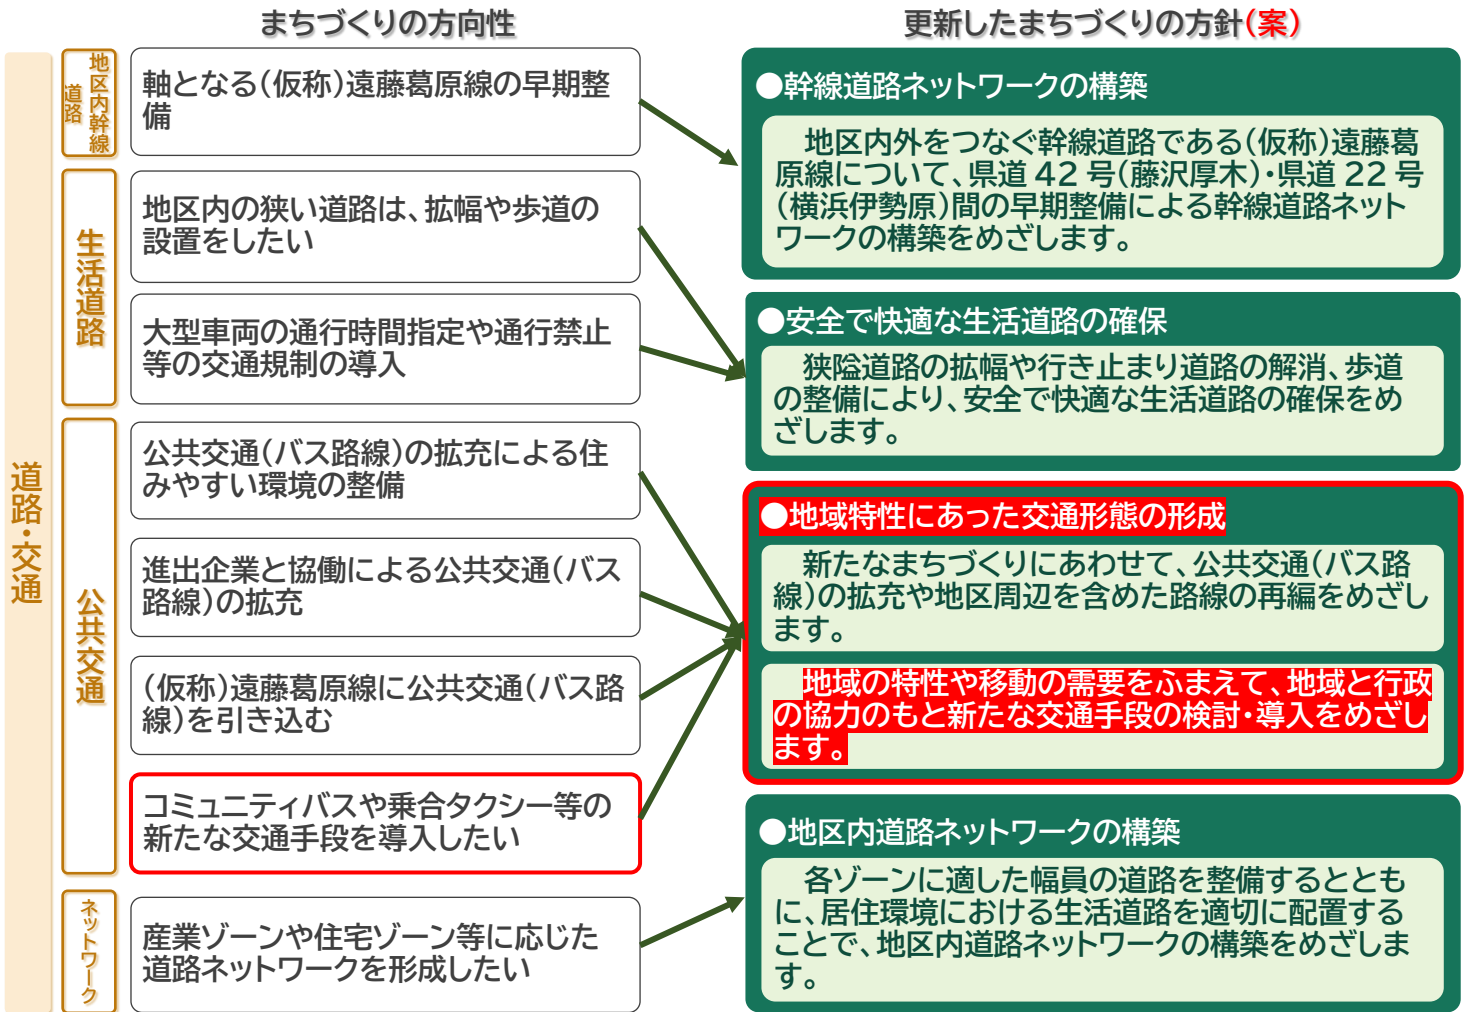 まちづくりの方向性
更新したまちづくりの方針(案)
道路・交通
地区内幹線
道路
軸となる(仮称)遠藤葛原線の早期整
備
生活道路
地区内の狭い道路は、拡幅や歩道の
設置をしたい
大型車両の通行時間指定や通行禁止
等の交通規制の導入
公共交通
公共交通(バス路線)の拡充による住
みやすい環境の整備
進出企業と協働による公共交通(バス
路線)の拡充
(仮称)遠藤葛原線に公共交通(バス路
線)を引き込む
コミュニティバスや乗合タクシー等の
新たな交通手段を導入したい
ネットワーク
産業ゾーンや住宅ゾーン等に応じた
道路ネットワークを形成したい
●幹線道路ネットワークの構築
地区内外をつなぐ幹線道路である(仮称)遠藤葛
原線について、県道 42 号(藤沢厚木)・県道 22 号
(横浜伊勢原)間の早期整備による幹線道路ネット
ワークの構築をめざします。
●安全で快適な生活道路の確保
狭隘道路の拡幅や行き止まり道路の解消、歩道
の整備により、安全で快適な生活道路の確保をめ
ざします。
●地域特性にあった交通形態の形成
新たなまちづくりにあわせて、公共交通(バス路
線)の拡充や地区周辺を含めた路線の再編をめざし
ます。
地域の特性や移動の需要をふまえて、地域と行政
の協力のもと新たな交通手段の検討・導入をめざし
ます。
●地区内道路ネットワークの構築
各ゾーンに適した幅員の道路を整備するととも
に、居住環境における生活道路を適切に配置する
ことで、地区内道路ネットワークの構築をめざしま
す。